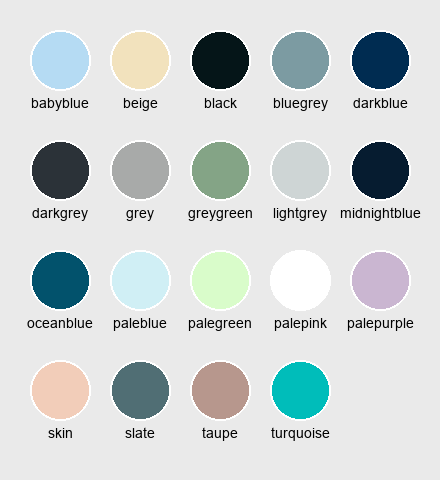 babyblue beige black bluegrey darkblue
darkgrey grey greygreen lightgrey midnightblue
oceanblue paleblue palegreen palepink palepurple
skin slate taupe turquoise